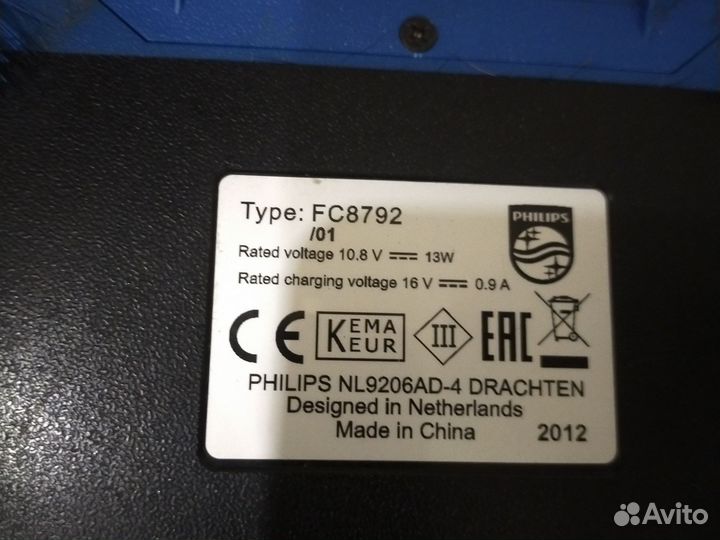 Type: FC8792
/01
PHILIPS
Rated voltage 10.8 V 13W
Rated charging voltage 16 V 0.9 A
CE KEMA KEUR III EAC
PHILIPS NL9206AD-4 DRACHTEN
Designed in Netherlands
Made in China 2012
Avito